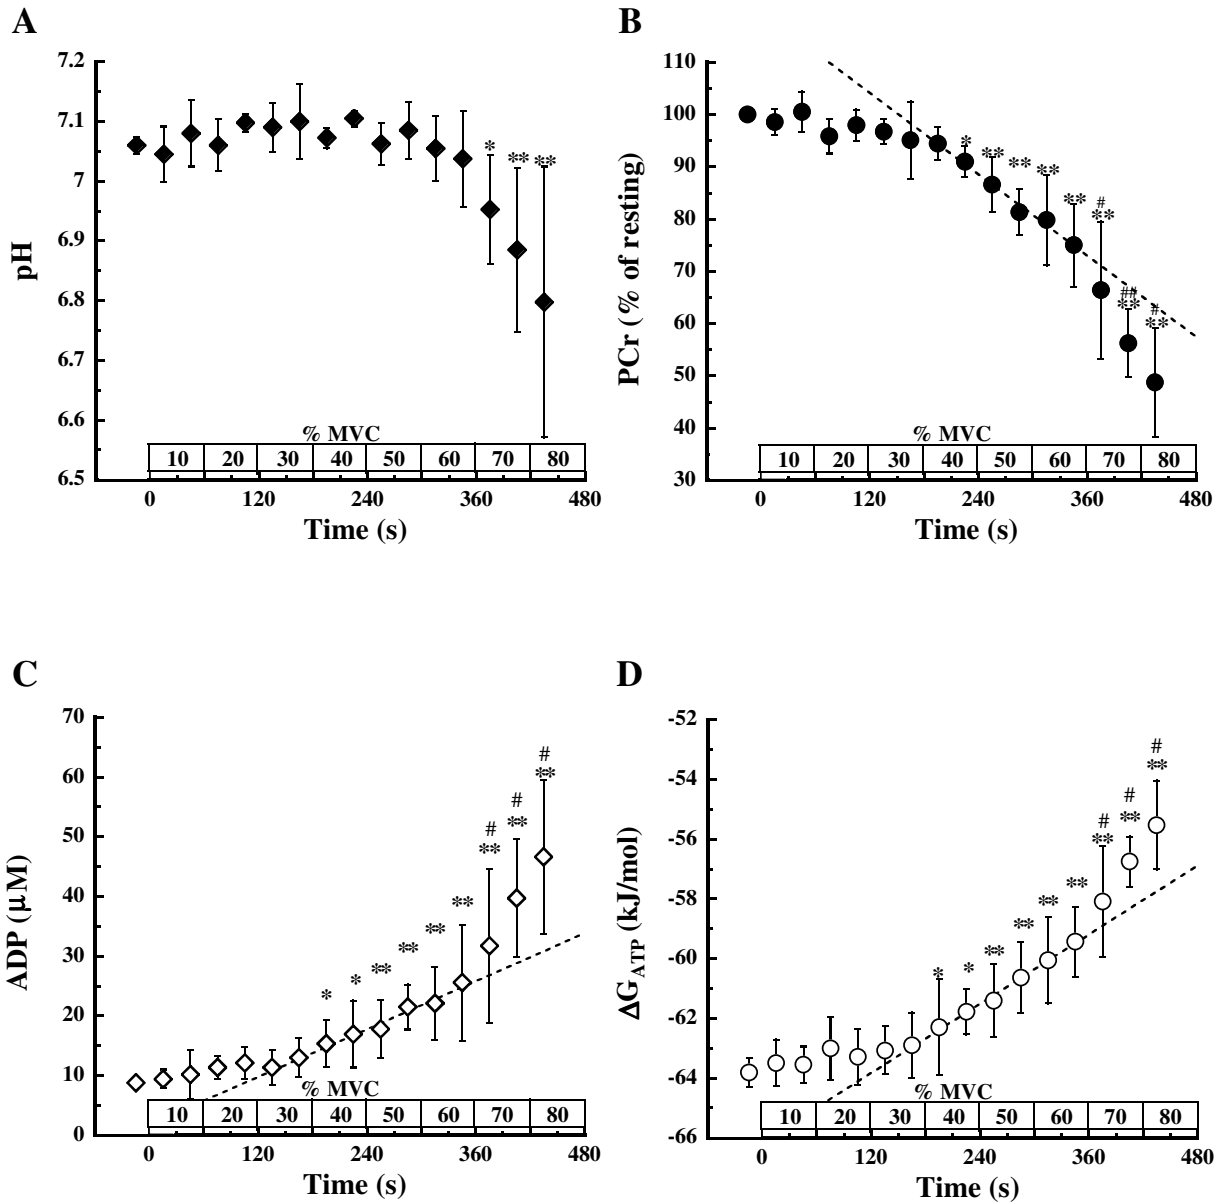 A
7.2
7.1
7
6.9
6.8
6.7
6.6
6.5
pH
* ** **
% MVC
10 20 30 40 50 60 70 80
0 120 240 360 480
Time (s)
B
110
100
90
80
70
60
50
40
30
PCr (% of resting)
* ** ** ** ** # ** ## ** # **
% MVC
10 20 30 40 50 60 70 80
0 120 240 360 480
Time (s)
C
70
60
50
40
30
20
10
0
ADP (μM)
* * ** ** ** ** # ** # ** # **
% MVC
10 20 30 40 50 60 70 80
0 120 240 360 480
Time (s)
D
-52
-54
-56
-58
-60
-62
-64
-66
ΔG_ATP (kJ/mol)
* * ** ** ** ** # ** # ** # **
% MVC
10 20 30 40 50 60 70 80
0 120 240 360 480
Time (s)